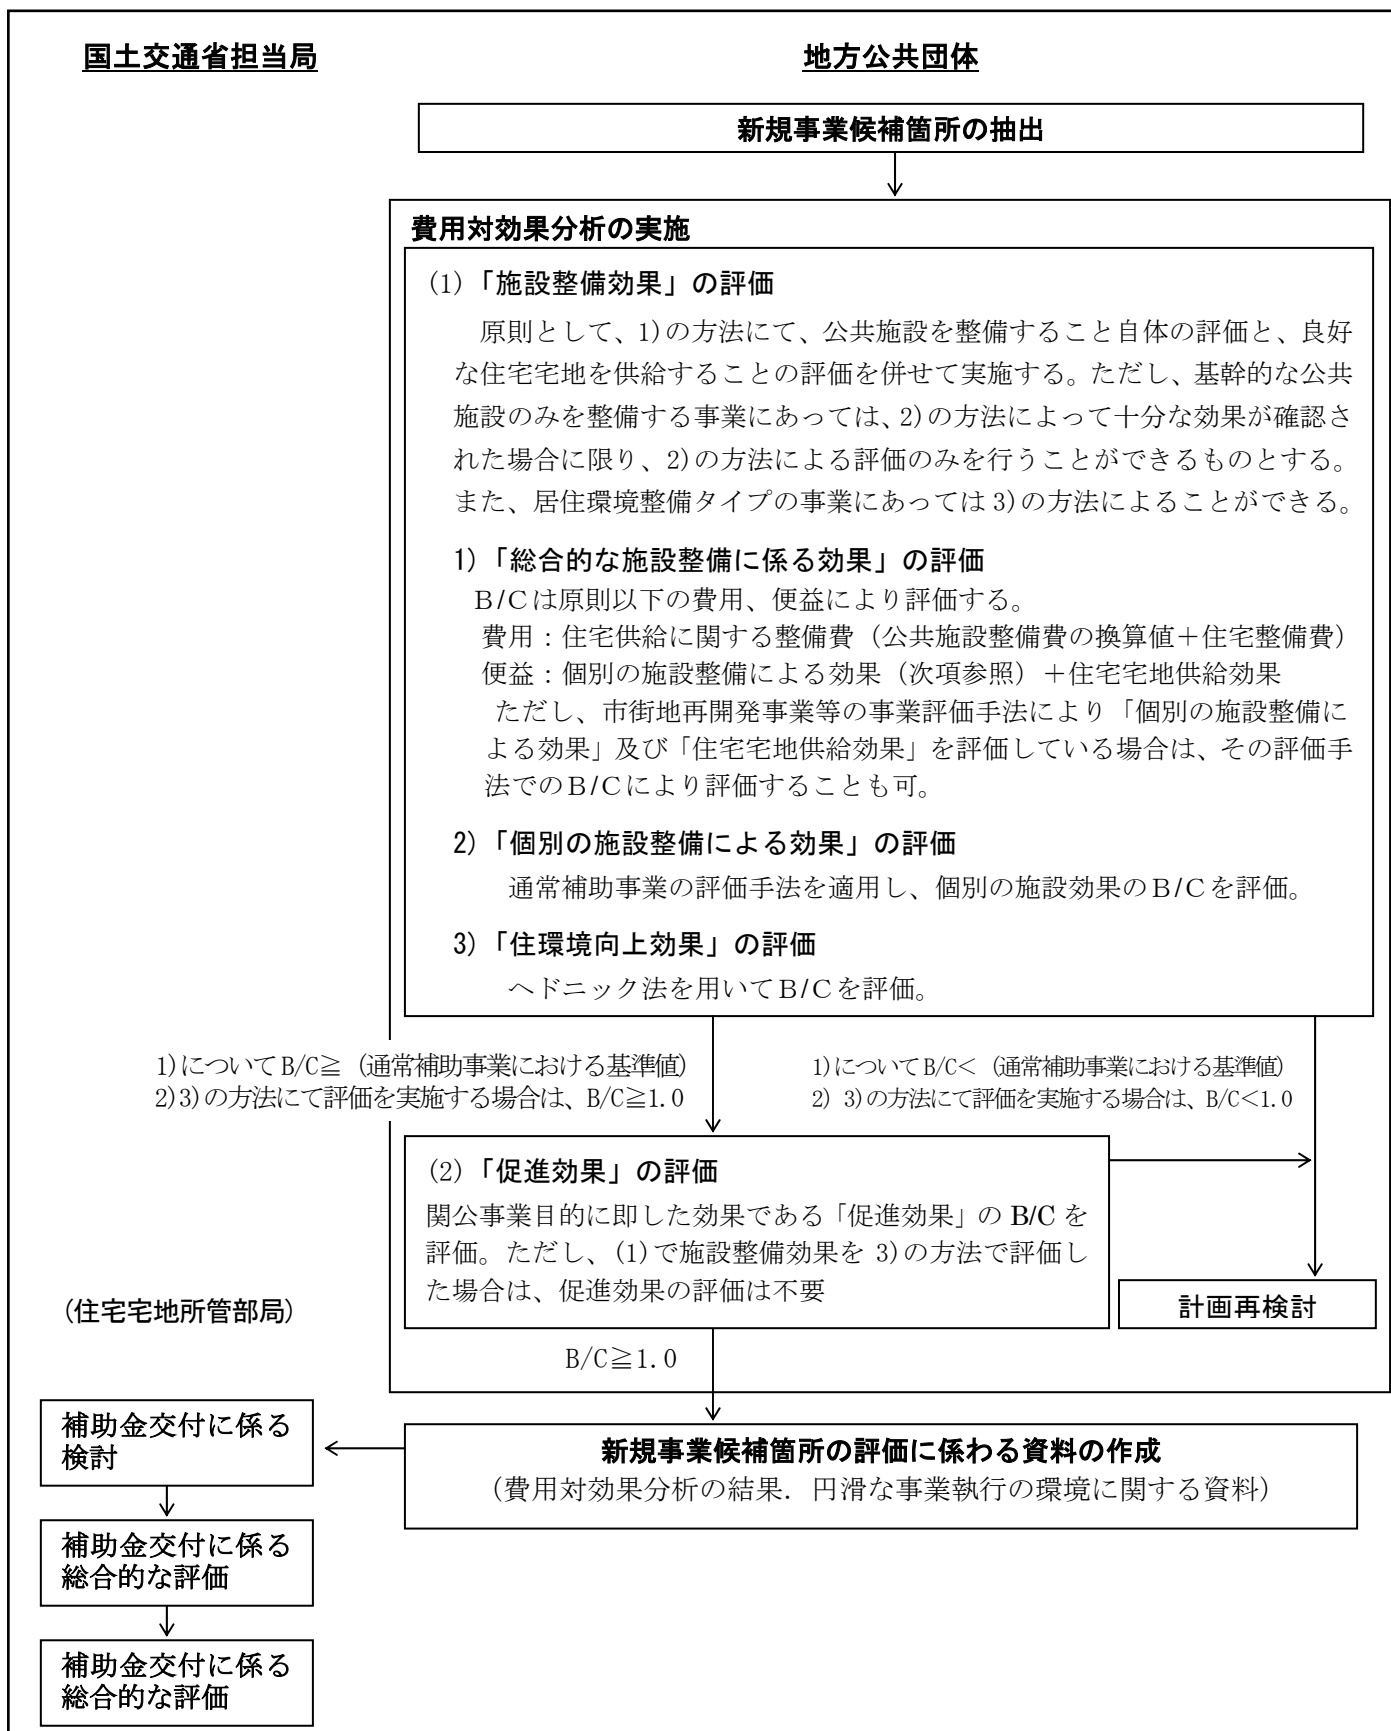 国土交通省担当局
地方公共団体
新規事業候補箇所の抽出
費用対効果分析の実施
(1)「施設整備効果」の評価
原則として、1)の方法にて、公共施設を整備すること自体の評価と、良好
な住宅宅地を供給することの評価を併せて実施する。ただし、基幹的な公共
施設のみを整備する事業にあっては、2)の方法によって十分な効果が確認さ
れた場合に限り、2)の方法による評価のみを行うことができるものとする。
また、居住環境整備タイプの事業にあっては 3)の方法によることができる。
1)「総合的な施設整備に係る効果」の評価
Ｂ/Ｃは原則以下の費用、便益により評価する。
費用：住宅供給に関する整備費（公共施設整備費の換算値＋住宅整備費）
便益：個別の施設整備による効果（次項参照）＋住宅宅地供給効果
ただし、市街地再開発事業等の事業評価手法により「個別の施設整備に
よる効果」及び「住宅宅地供給効果」を評価している場合は、その評価手
法でのＢ/Ｃにより評価することも可。
2)「個別の施設整備による効果」の評価
通常補助事業の評価手法を適用し、個別の施設効果のＢ/Ｃを評価。
3)「住環境向上効果」の評価
ヘドニック法を用いてＢ/Ｃを評価。
1)についてB/C≧（通常補助事業における基準値）
2)3)の方法にて評価を実施する場合は、B/C≧1.0
1)についてB/C＜（通常補助事業における基準値）
2) 3)の方法にて評価を実施する場合は、B/C＜1.0
(2)「促進効果」の評価
関公事業目的に即した効果である「促進効果」の B/C を
評価。ただし、(1)で施設整備効果を 3)の方法で評価し
た場合は、促進効果の評価は不要
計画再検討
(住宅宅地所管部局)
B/C≧1.0
補助金交付に係る
検討
新規事業候補箇所の評価に係わる資料の作成
(費用対効果分析の結果．円滑な事業執行の環境に関する資料)
補助金交付に係る
総合的な評価
補助金交付に係る
総合的な評価